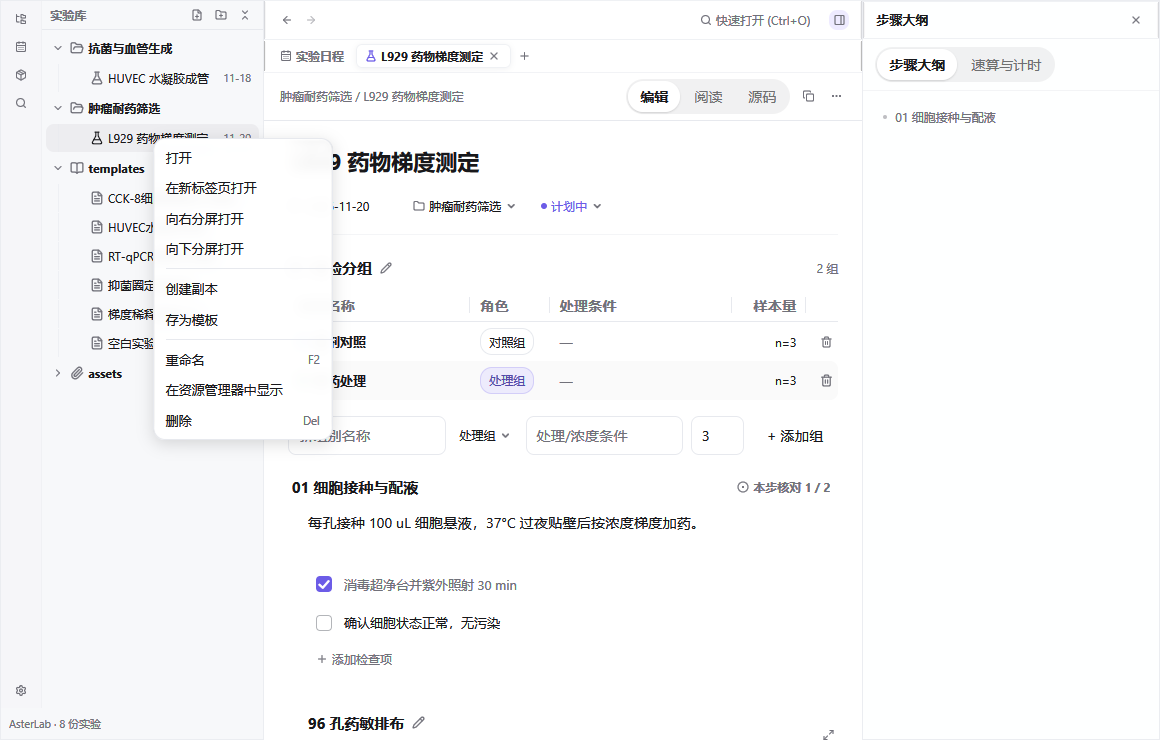 实验库
快速打开 (Ctrl+O)
步骤大纲
实验日程
L929 药物梯度测定
步骤大纲
速算与计时
抗菌与血管生成
HUVEC 水凝胶成管
11-18
肿瘤耐药筛选
L929 药物梯度测定
11-20
templates
CCK-8细
HUVEC水
RT-qPCR
抑菌圈定
梯度稀释
空白实验
assets
打开
在新标签页打开
向右分屏打开
向下分屏打开
创建副本
存为模板
重命名
F2
在资源管理器中显示
删除
Del
肿瘤耐药筛选 / L929 药物梯度测定
编辑
阅读
源码
01 细胞接种与配液
9 药物梯度测定
-11-20
肿瘤耐药筛选
计划中
验分组
2 组
名称
角色
处理条件
样本量
剂对照
对照组
—
n=3
药处理
处理组
—
n=3
组别名称
处理组
处理/浓度条件
3
+ 添加组
01 细胞接种与配液
本步核对 1 / 2
每孔接种 100 uL 细胞悬液，37°C 过夜贴壁后按浓度梯度加药。
消毒超净台并紫外照射 30 min
确认细胞状态正常，无污染
+ 添加检查项
96 孔药敏排布
AsterLab · 8 份实验